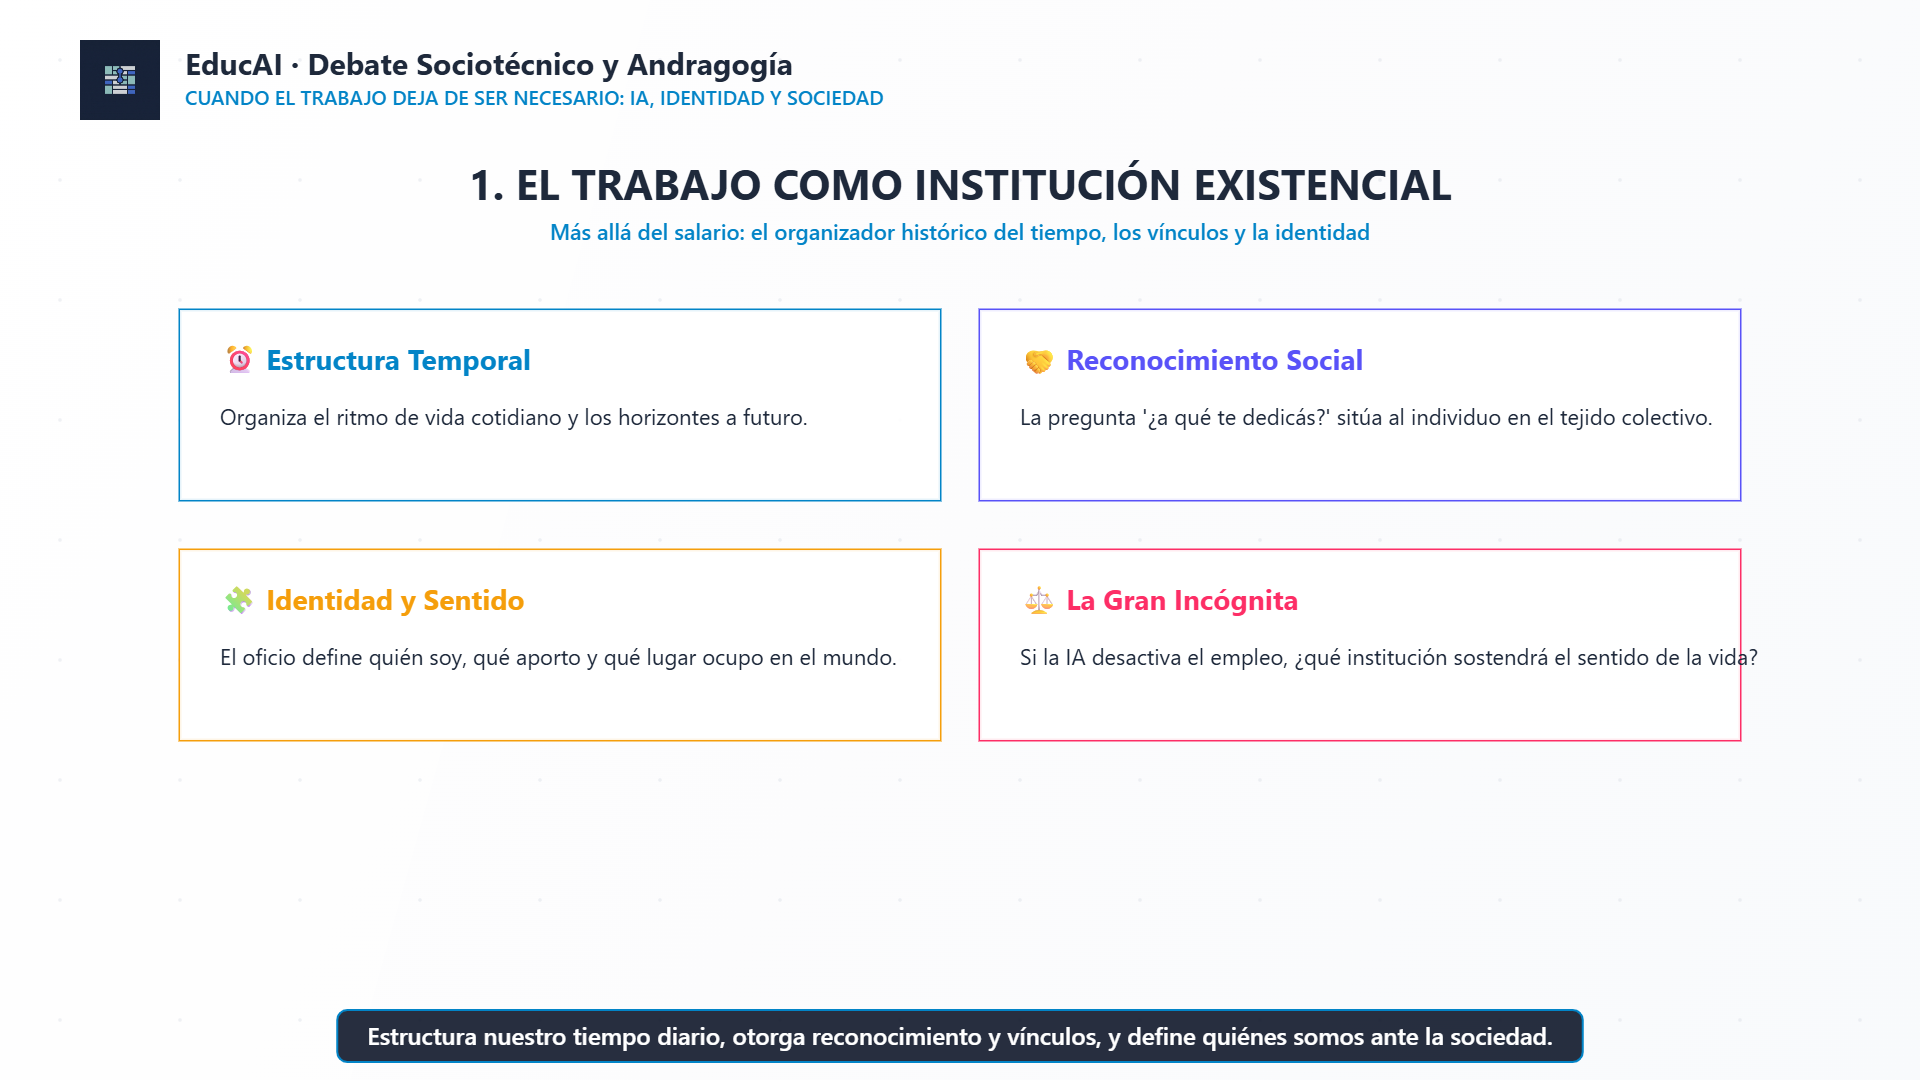 EducAI · Debate Sociotécnico y Andragogía
CUANDO EL TRABAJO DEJA DE SER NECESARIO: IA, IDENTIDAD Y SOCIEDAD
1. EL TRABAJO COMO INSTITUCIÓN EXISTENCIAL
Más allá del salario: el organizador histórico del tiempo, los vínculos y la identidad
Estructura Temporal
Organiza el ritmo de vida cotidiano y los horizontes a futuro.
Reconocimiento Social
La pregunta '¿a qué te dedicás?' sitúa al individuo en el tejido colectivo.
Identidad y Sentido
El oficio define quién soy, qué aporto y qué lugar ocupo en el mundo.
La Gran Incógnita
Si la IA desactiva el empleo, ¿qué institución sostendrá el sentido de la vida?
Estructura nuestro tiempo diario, otorga reconocimiento y vínculos, y define quiénes somos ante la sociedad.